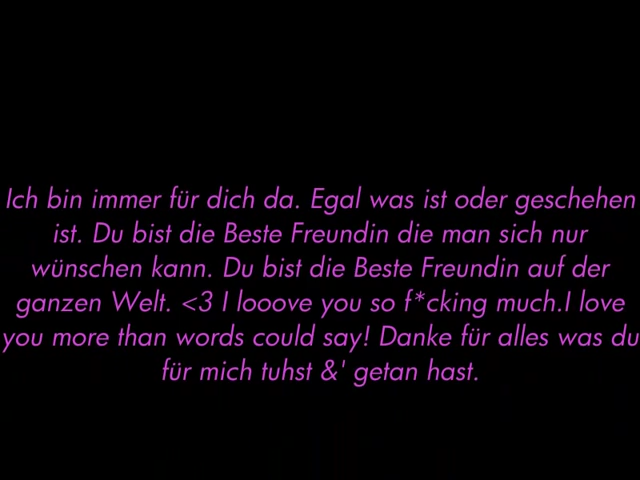 Ich bin immer für dich da. Egal was ist oder geschehen
ist. Du bist die Beste Freundin die man sich nur
wünschen kann. Du bist die Beste Freundin auf der
ganzen Welt. <3 I looove you so f*cking much.I love
you more than words could say! Danke für alles was du
für mich tuhst &' getan hast.